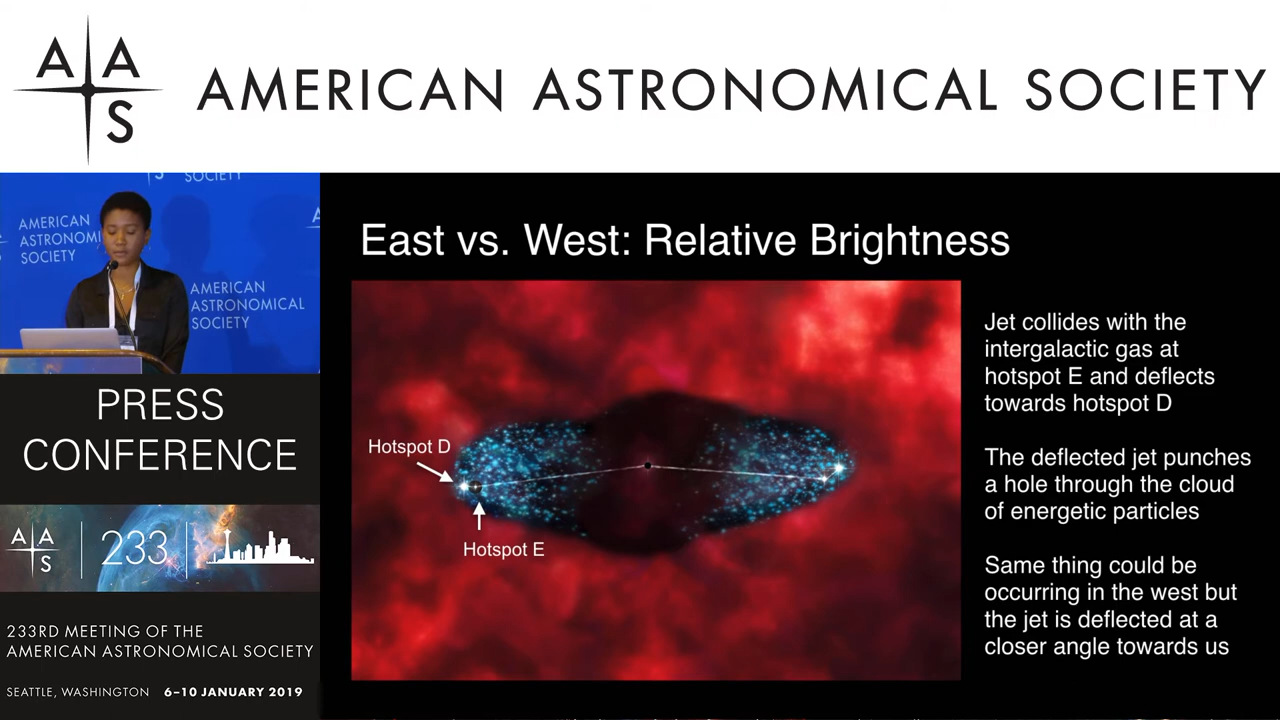 A A
S
AMERICAN ASTRONOMICAL SOCIETY
SOCIETY
AMERICAN
ASTRONOMI
SOCIETY
AMERICAN
ASTRONOMICAL
SOCIETY
PRESS
CONFERENCE
A A
S
233
233RD MEETING OF THE
AMERICAN ASTRONOMICAL SOCIETY
SEATTLE, WASHINGTON 6–10 JANUARY 2019
East vs. West: Relative Brightness
Hotspot D
Hotspot E
Jet collides with the
intergalactic gas at
hotspot E and deflects
towards hotspot D
The deflected jet punches
a hole through the cloud
of energetic particles
Same thing could be
occurring in the west but
the jet is deflected at a
closer angle towards us